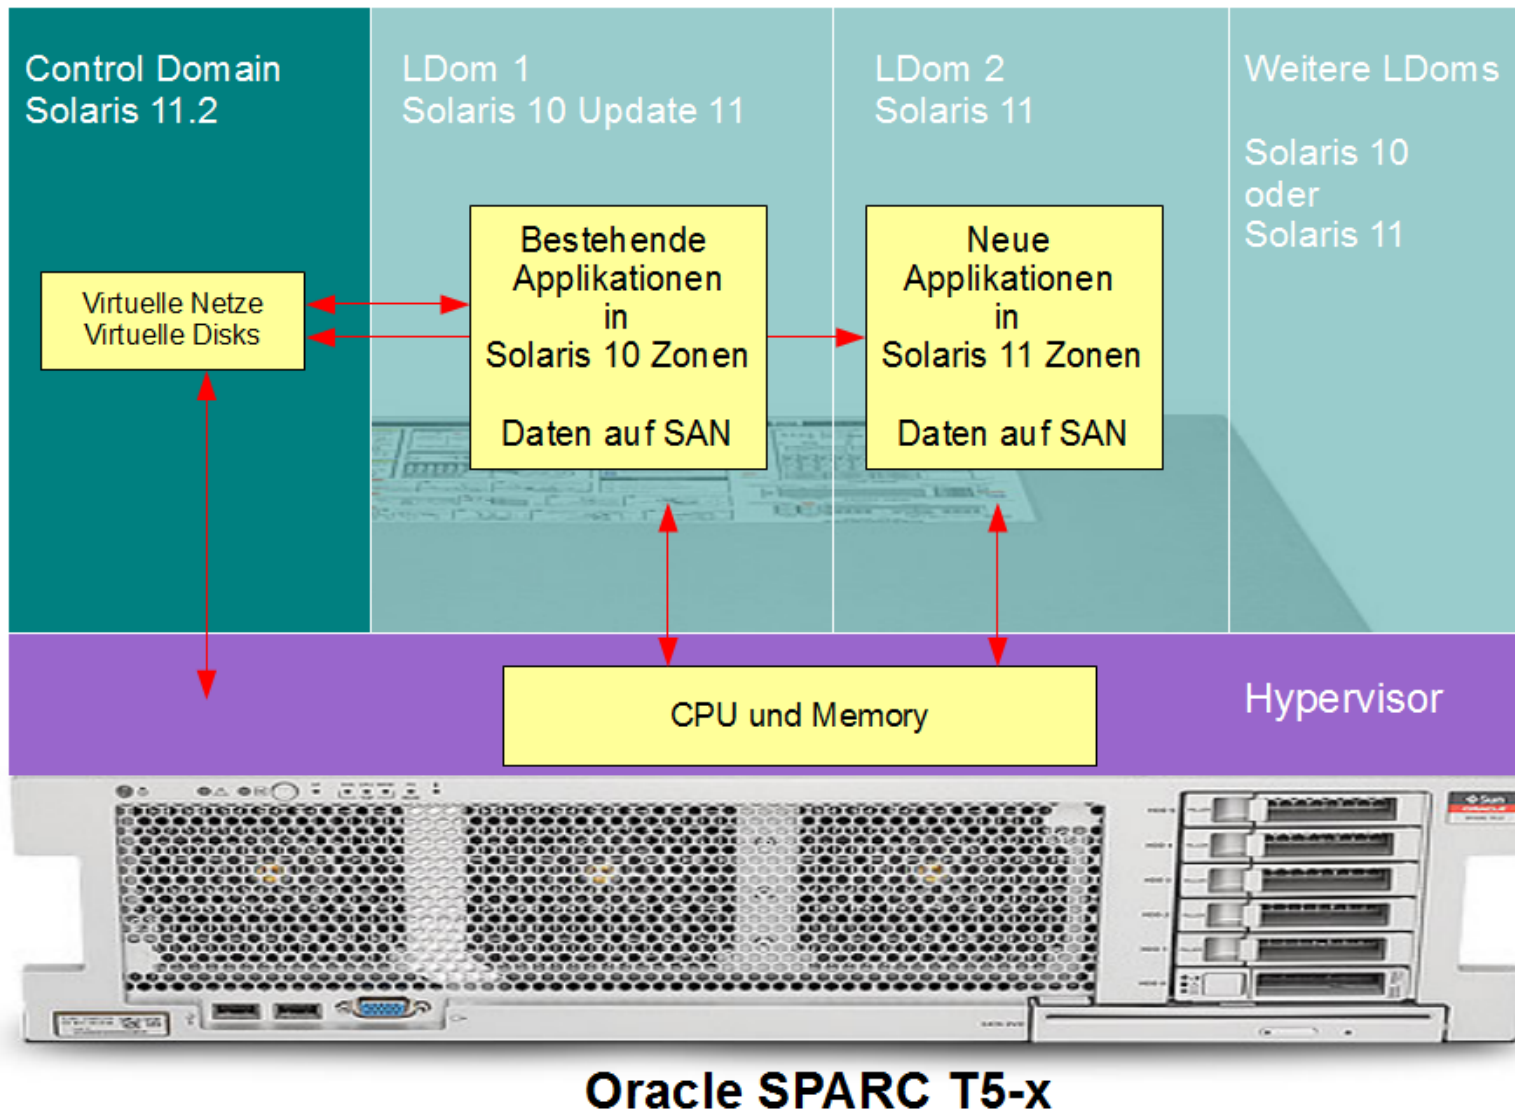 Control Domain
Solaris 11.2
LDom 1
Solaris 10 Update 11
LDom 2
Solaris 11
Weitere LDoms
Solaris 10
oder
Solaris 11
Virtuelle Netze
Virtuelle Disks
Bestehende
Applikationen
in
Solaris 10 Zonen
Daten auf SAN
Neue
Applikationen
in
Solaris 11 Zonen
Daten auf SAN
CPU und Memory
Hypervisor
Sun
ORACLE
Oracle SPARC T5-x